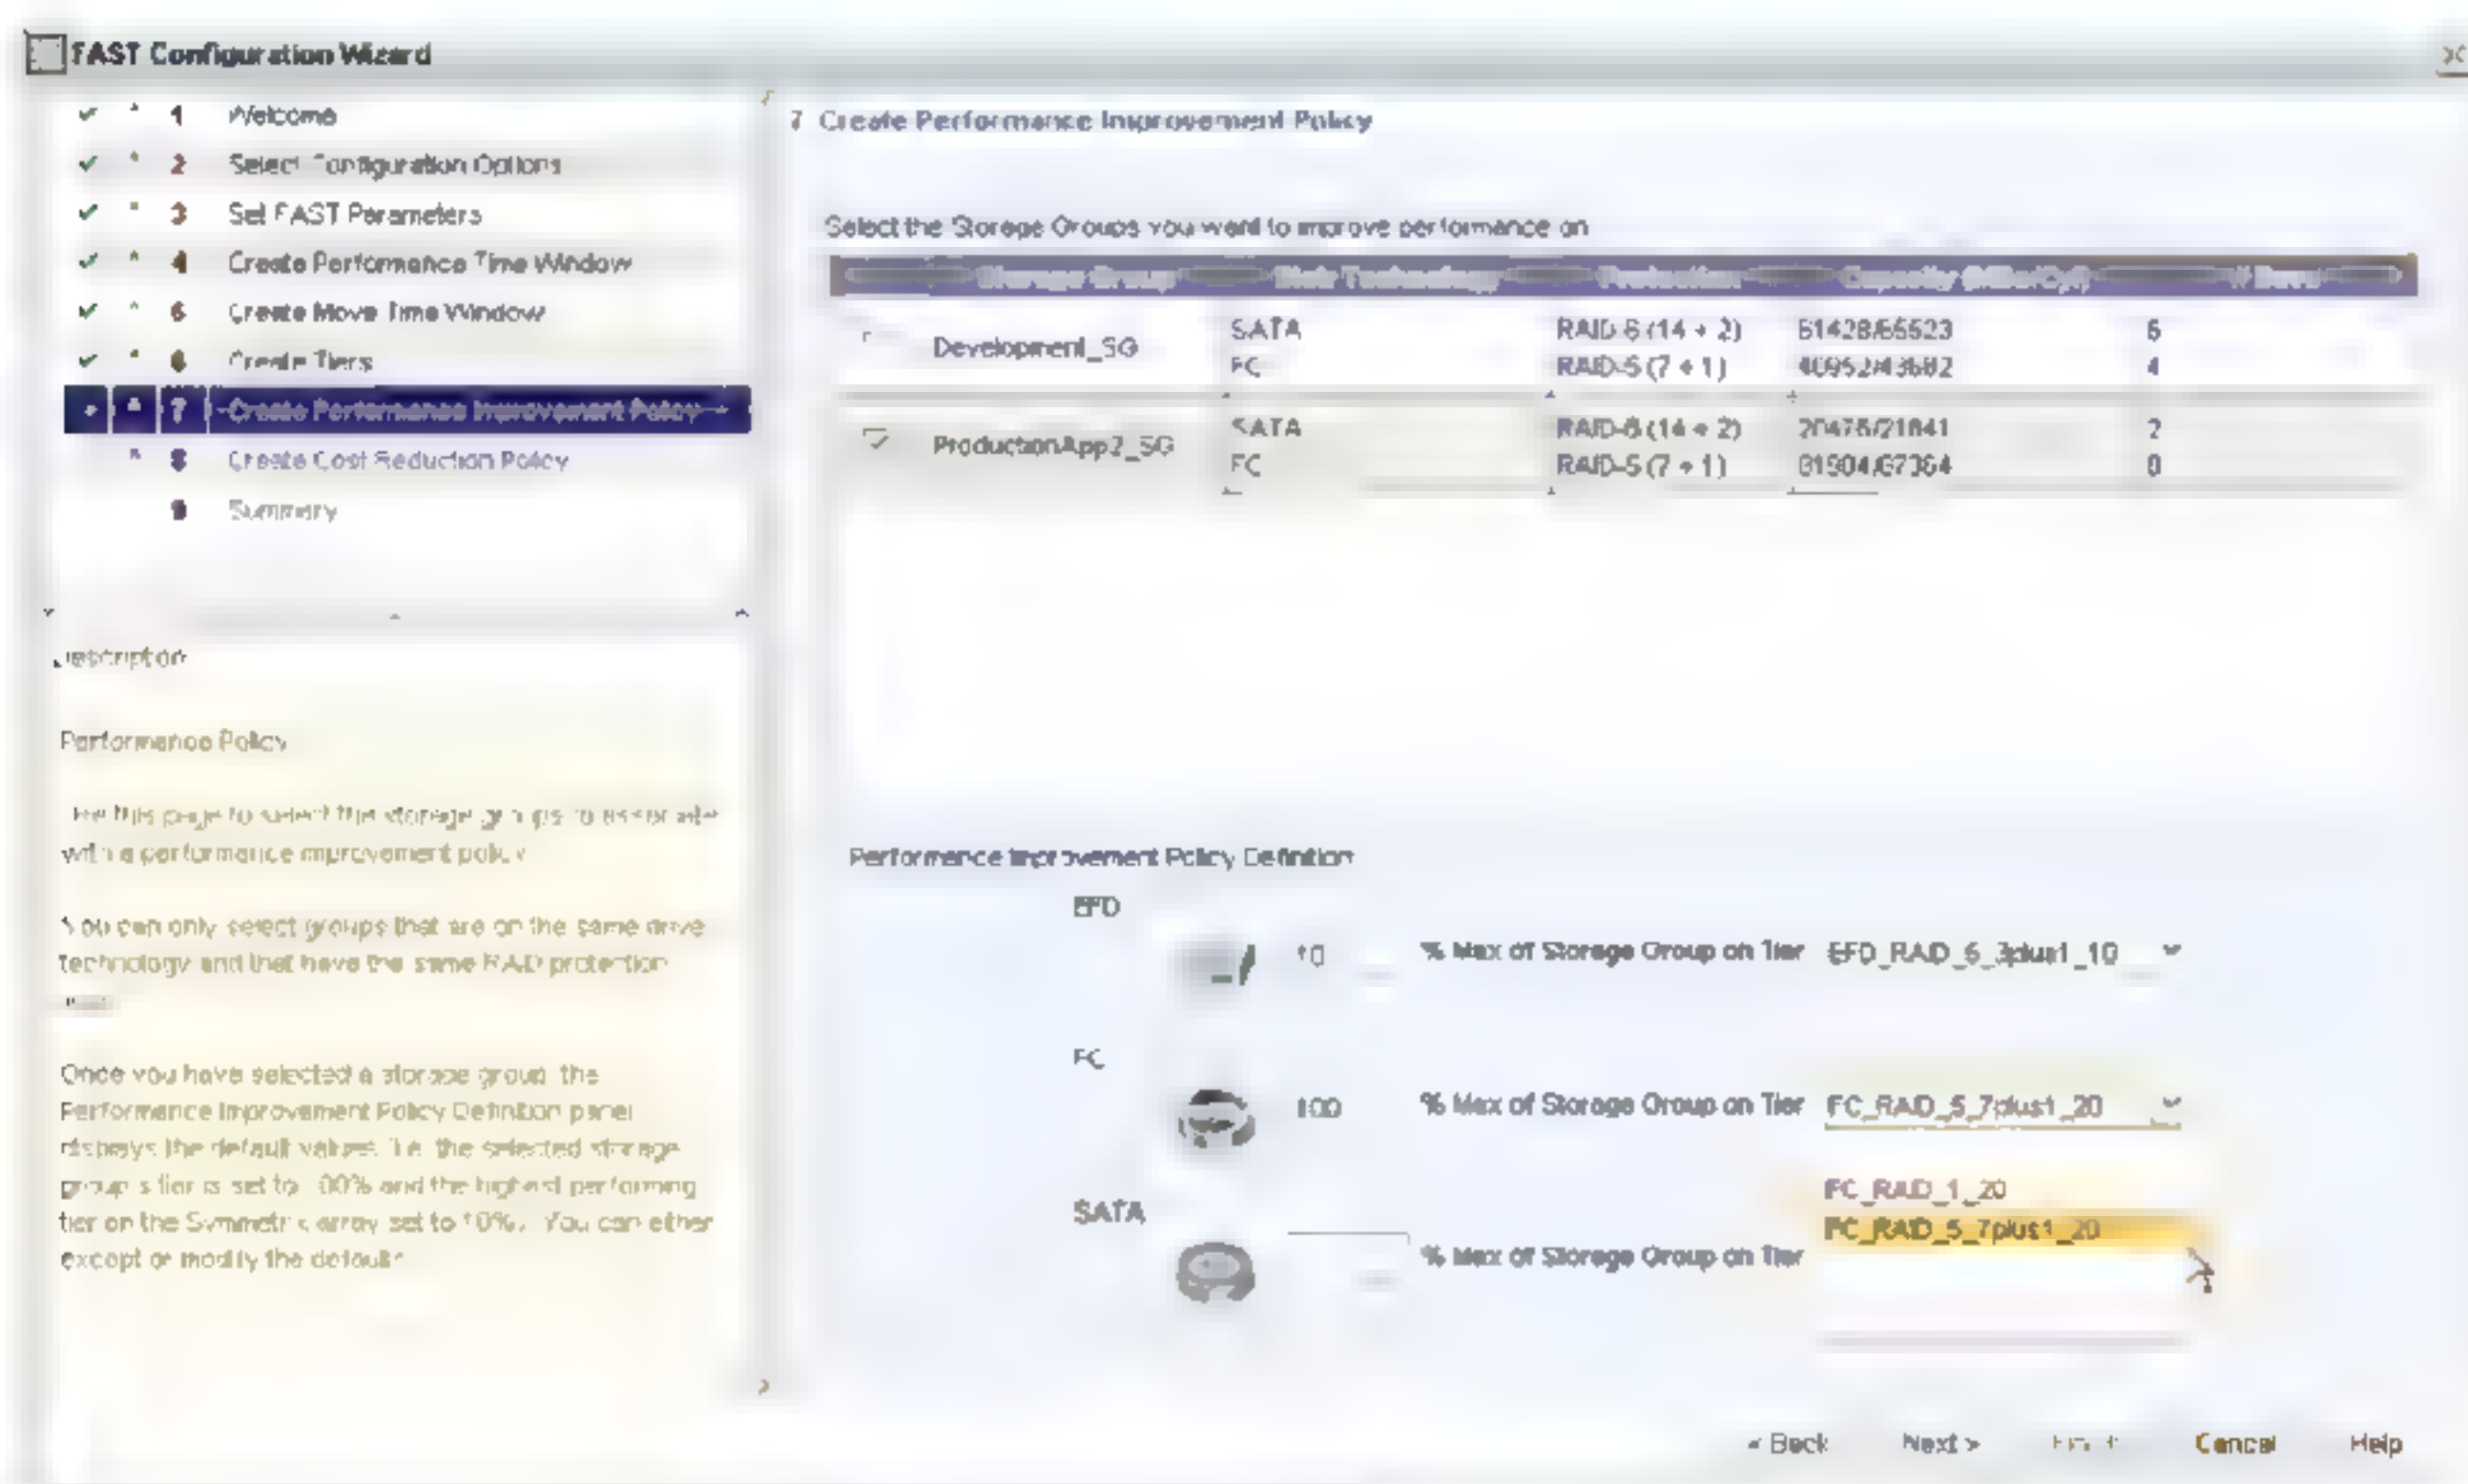 FAST Configuration Wizard
1 Welcome
2 Select Configuration Options
3 Set FAST Parameters
4 Create Performance Time Window
5 Create Move Time Window
6 Create Tiers
7 Create Performance Improvement Policy
8 Create Cost Reduction Policy
9 Summary
Description
Performance Policy
Use this page to select the storage groups to associate
with a performance improvement policy
You can only select groups that are on the same drive
technology and that have the same RAID protection
Once you have selected a storage group the
Performance Improvement Policy Definition panel
displays the default values i.e. the selected storage
group's tier is set to 100% and the highest performing
tier on the Symmetrix array set to 10%. You can either
except or modify the defaults
7 Create Performance Improvement Policy
Select the Storage Groups you want to improve performance on
Storage Group Disk Technology Protection Capacity # Devs
Development_SG
SATA RAID-6 (14 + 2)
FC RAID-5 (7 + 1) 4
ProductionApp2_SG
SATA RAID-6 (14 + 2) 2
FC RAID-5 (7 + 1)
Performance Improvement Policy Definition
EFD
10 % Max of Storage Group on Tier EFD_RAID_5_3plus1_10
FC
100 % Max of Storage Group on Tier FC_RAID_5_7plus1_20
FC_RAID_1_20
FC_RAID_5_7plus1_20
SATA
% Max of Storage Group on Tier
< Back Next > Finish Cancel Help